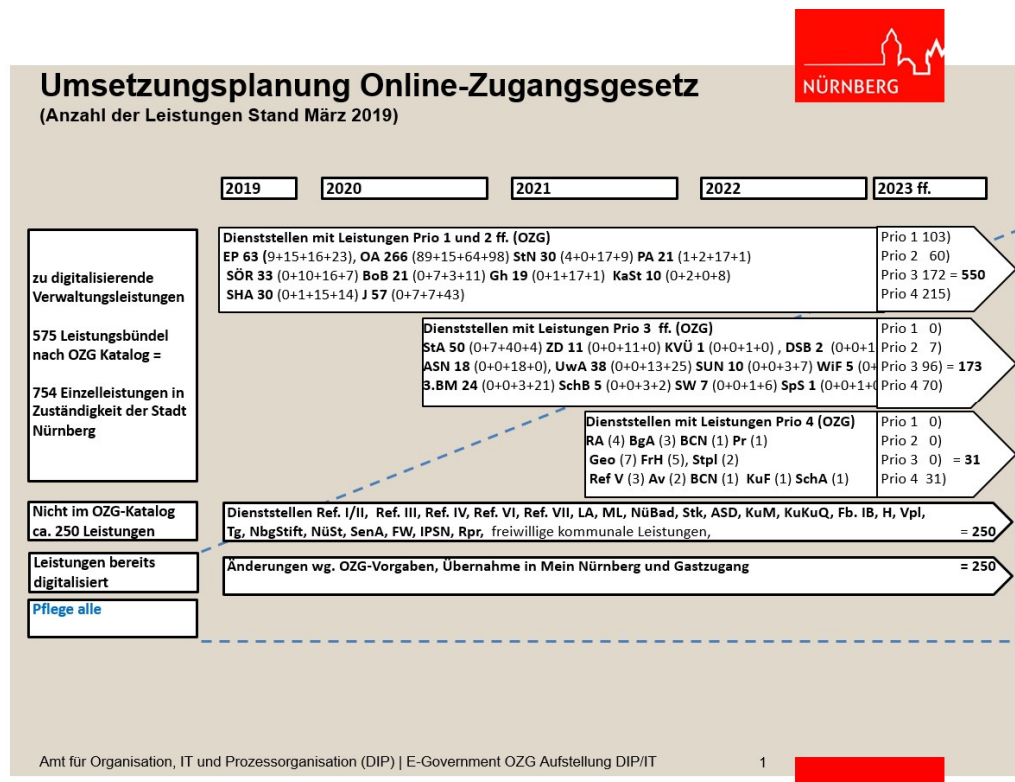 NÜRNBERG
Umsetzungsplanung Online-Zugangsgesetz
(Anzahl der Leistungen Stand März 2019)
2019 2020 2021 2022 2023 ff.
zu digitalisierende
Verwaltungsleistungen
575 Leistungsbündel
nach OZG Katalog =
754 Einzelleistungen in
Zuständigkeit der Stadt
Nürnberg
Dienststellen mit Leistungen Prio 1 und 2 ff. (OZG)
EP 63 (9+15+16+23), OA 266 (89+15+64+98) StN 30 (4+0+17+9) PA 21 (1+2+17+1)
SÖR 33 (0+10+16+7) BoB 21 (0+7+3+11) Gh 19 (0+1+17+1) KaSt 10 (0+2+0+8)
SHA 30 (0+1+15+14) J 57 (0+7+7+43)
Prio 1 103)
Prio 2 60)
Prio 3 172 = 550
Prio 4 215)
Dienststellen mit Leistungen Prio 3 ff. (OZG)
StA 50 (0+7+40+4) ZD 11 (0+0+11+0) KVÜ 1 (0+0+1+0) , DSB 2 (0+0+1
ASN 18 (0+0+18+0), UwA 38 (0+0+13+25) SUN 10 (0+0+3+7) WiF 5 (0+
3.BM 24 (0+0+3+21) SchB 5 (0+0+3+2) SW 7 (0+0+1+6) SpS 1 (0+0+1+0
Prio 1 0)
Prio 2 7)
Prio 3 96) = 173
Prio 4 70)
Dienststellen mit Leistungen Prio 4 (OZG)
RA (4) BgA (3) BCN (1) Pr (1)
Geo (7) FrH (5), Stpl (2)
Ref V (3) Av (2) BCN (1) KuF (1) SchA (1)
Prio 1 0)
Prio 2 0)
Prio 3 0) = 31
Prio 4 31)
Nicht im OZG-Katalog
ca. 250 Leistungen
Dienststellen Ref. I/II, Ref. III, Ref. IV, Ref. VI, Ref. VII, LA, ML, NüBad, Stk, ASD, KuM, KuKuQ, Fb. IB, H, Vpl,
Tg, NbgStift, NüSt, SenA, FW, IPSN, Rpr, freiwillige kommunale Leistungen, = 250
Leistungen bereits
digitalisiert
Änderungen wg. OZG-Vorgaben, Übernahme in Mein Nürnberg und Gastzugang = 250
Pflege alle
Amt für Organisation, IT und Prozessorganisation (DIP) | E-Government OZG Aufstellung DIP/IT 1